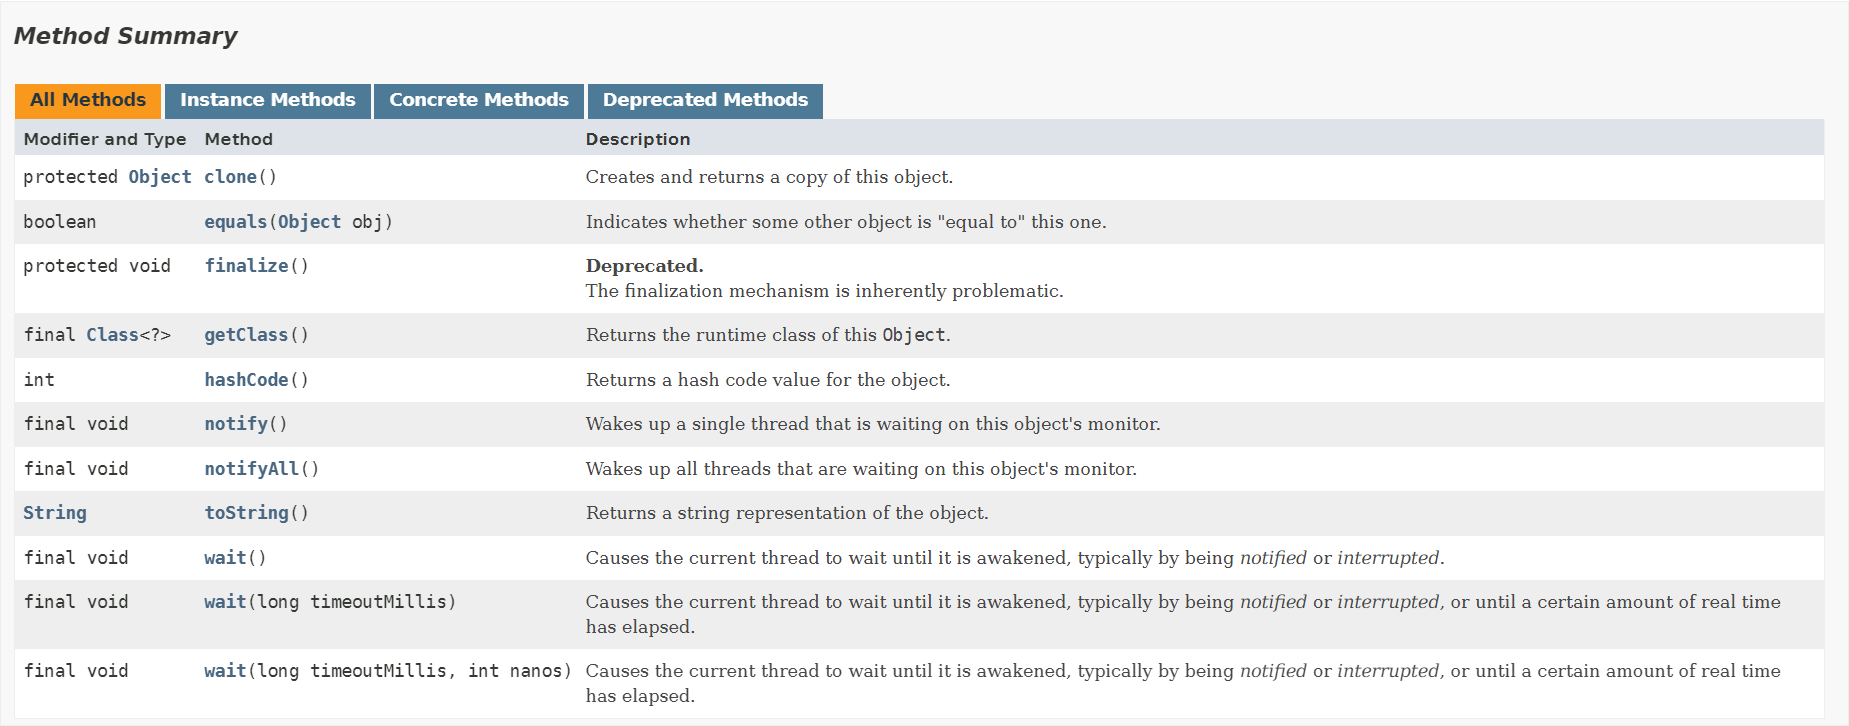 Method Summary
All Methods Instance Methods Concrete Methods Deprecated Methods
Modifier and Type Method Description
protected Object clone() Creates and returns a copy of this object.
boolean equals(Object obj) Indicates whether some other object is "equal to" this one.
protected void finalize() Deprecated.
The finalization mechanism is inherently problematic.
final Class<?> getClass() Returns the runtime class of this Object.
int hashCode() Returns a hash code value for the object.
final void notify() Wakes up a single thread that is waiting on this object's monitor.
final void notifyAll() Wakes up all threads that are waiting on this object's monitor.
String toString() Returns a string representation of the object.
final void wait() Causes the current thread to wait until it is awakened, typically by being notified or interrupted.
final void wait(long timeoutMillis) Causes the current thread to wait until it is awakened, typically by being notified or interrupted, or until a certain amount of real time
has elapsed.
final void wait(long timeoutMillis, int nanos) Causes the current thread to wait until it is awakened, typically by being notified or interrupted, or until a certain amount of real time
has elapsed.